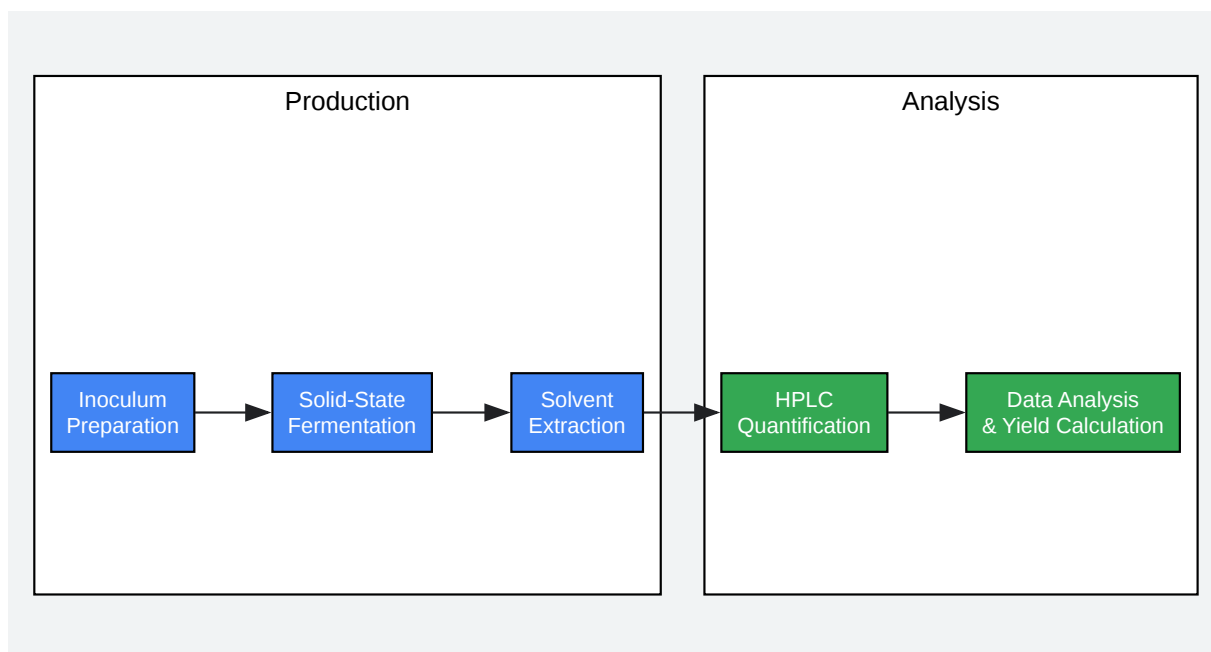 Production
Inoculum
Preparation
Solid-State
Fermentation
Solvent
Extraction
Analysis
HPLC
Quantification
Data Analysis
& Yield Calculation